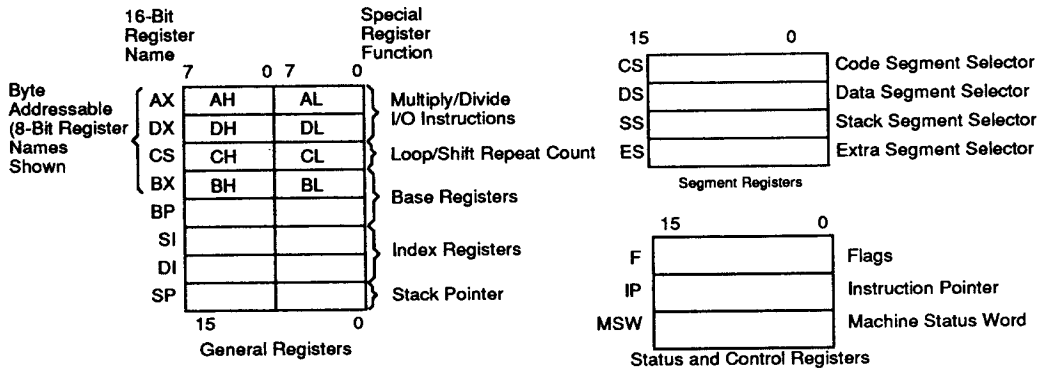 16-Bit
Register
Name
Special
Register
Function
7 0 7 0
Byte
Addressable
(8-Bit Register
Names
Shown
AX AH AL
DX DH DL
CS CH CL
BX BH BL
BP
SI
DI
SP
Multiply/Divide
I/O Instructions
Loop/Shift Repeat Count
Base Registers
Index Registers
Stack Pointer
15 0
General Registers
15 0
CS Code Segment Selector
DS Data Segment Selector
SS Stack Segment Selector
ES Extra Segment Selector
Segment Registers
15 0
F Flags
IP Instruction Pointer
MSW Machine Status Word
Status and Control Registers